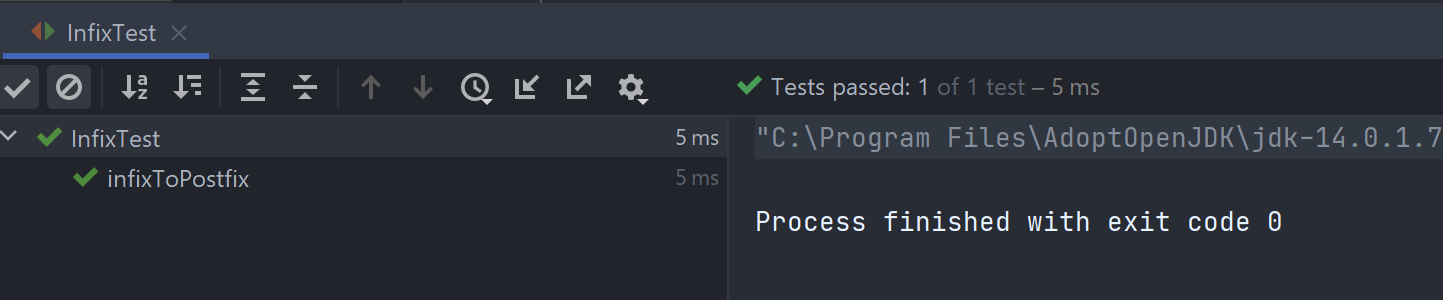 InfixTest
Tests passed: 1 of 1 test – 5 ms
InfixTest 5 ms
infixToPostfix 5 ms
"C:\Program Files\AdoptOpenJDK\jdk-14.0.1.7
Process finished with exit code 0